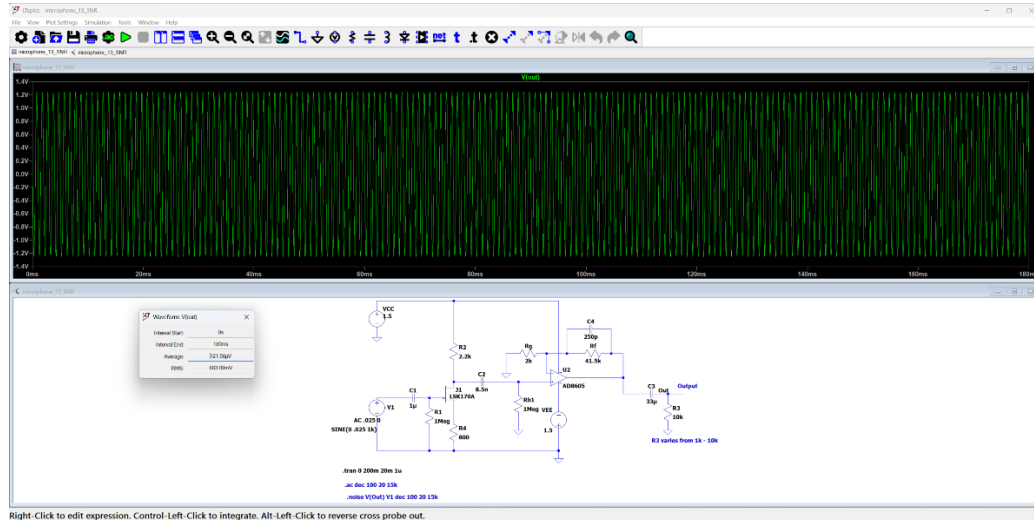 LTspice - microphone_13_SNR
File View Plot Settings Simulation Tools Window Help
microphone_13_SNR microphone_13_SNR
microphone_13_SNR
V(out)
1.4V
1.2V
1.0V
0.8V
0.6V
0.4V
0.2V
0.0V
-0.2V
-0.4V
-0.6V
-0.8V
-1.0V
-1.2V
-1.4V
0ms 20ms 40ms 60ms 80ms 100ms 120ms 140ms 160ms 180ms
microphone_13_SNR
Waveform: V(out)
Interval Start: 0s
Interval End: 180ms
Average:
RMS:
VCC
1.5
R2
2.2k
C1
1µ
V1
AC .025 0
SINE(0 .025 1k)
R1
1Meg
J1
LSK170A
R4
800
C2
8.5n
Rg
2k
C4
250p
Rf
41.5k
U2
AD8605
Rb1
1Meg
VEE
1.5
C3
33µ
Out
Output
R3
10k
R3 varies from 1k - 10k
.tran 0 200m 20m 1u
.ac dec 100 20 15k
.noise V(Out) V1 dec 100 20 15k
Right-Click to edit expression. Control-Left-Click to integrate. Alt-Left-Click to reverse cross probe out.